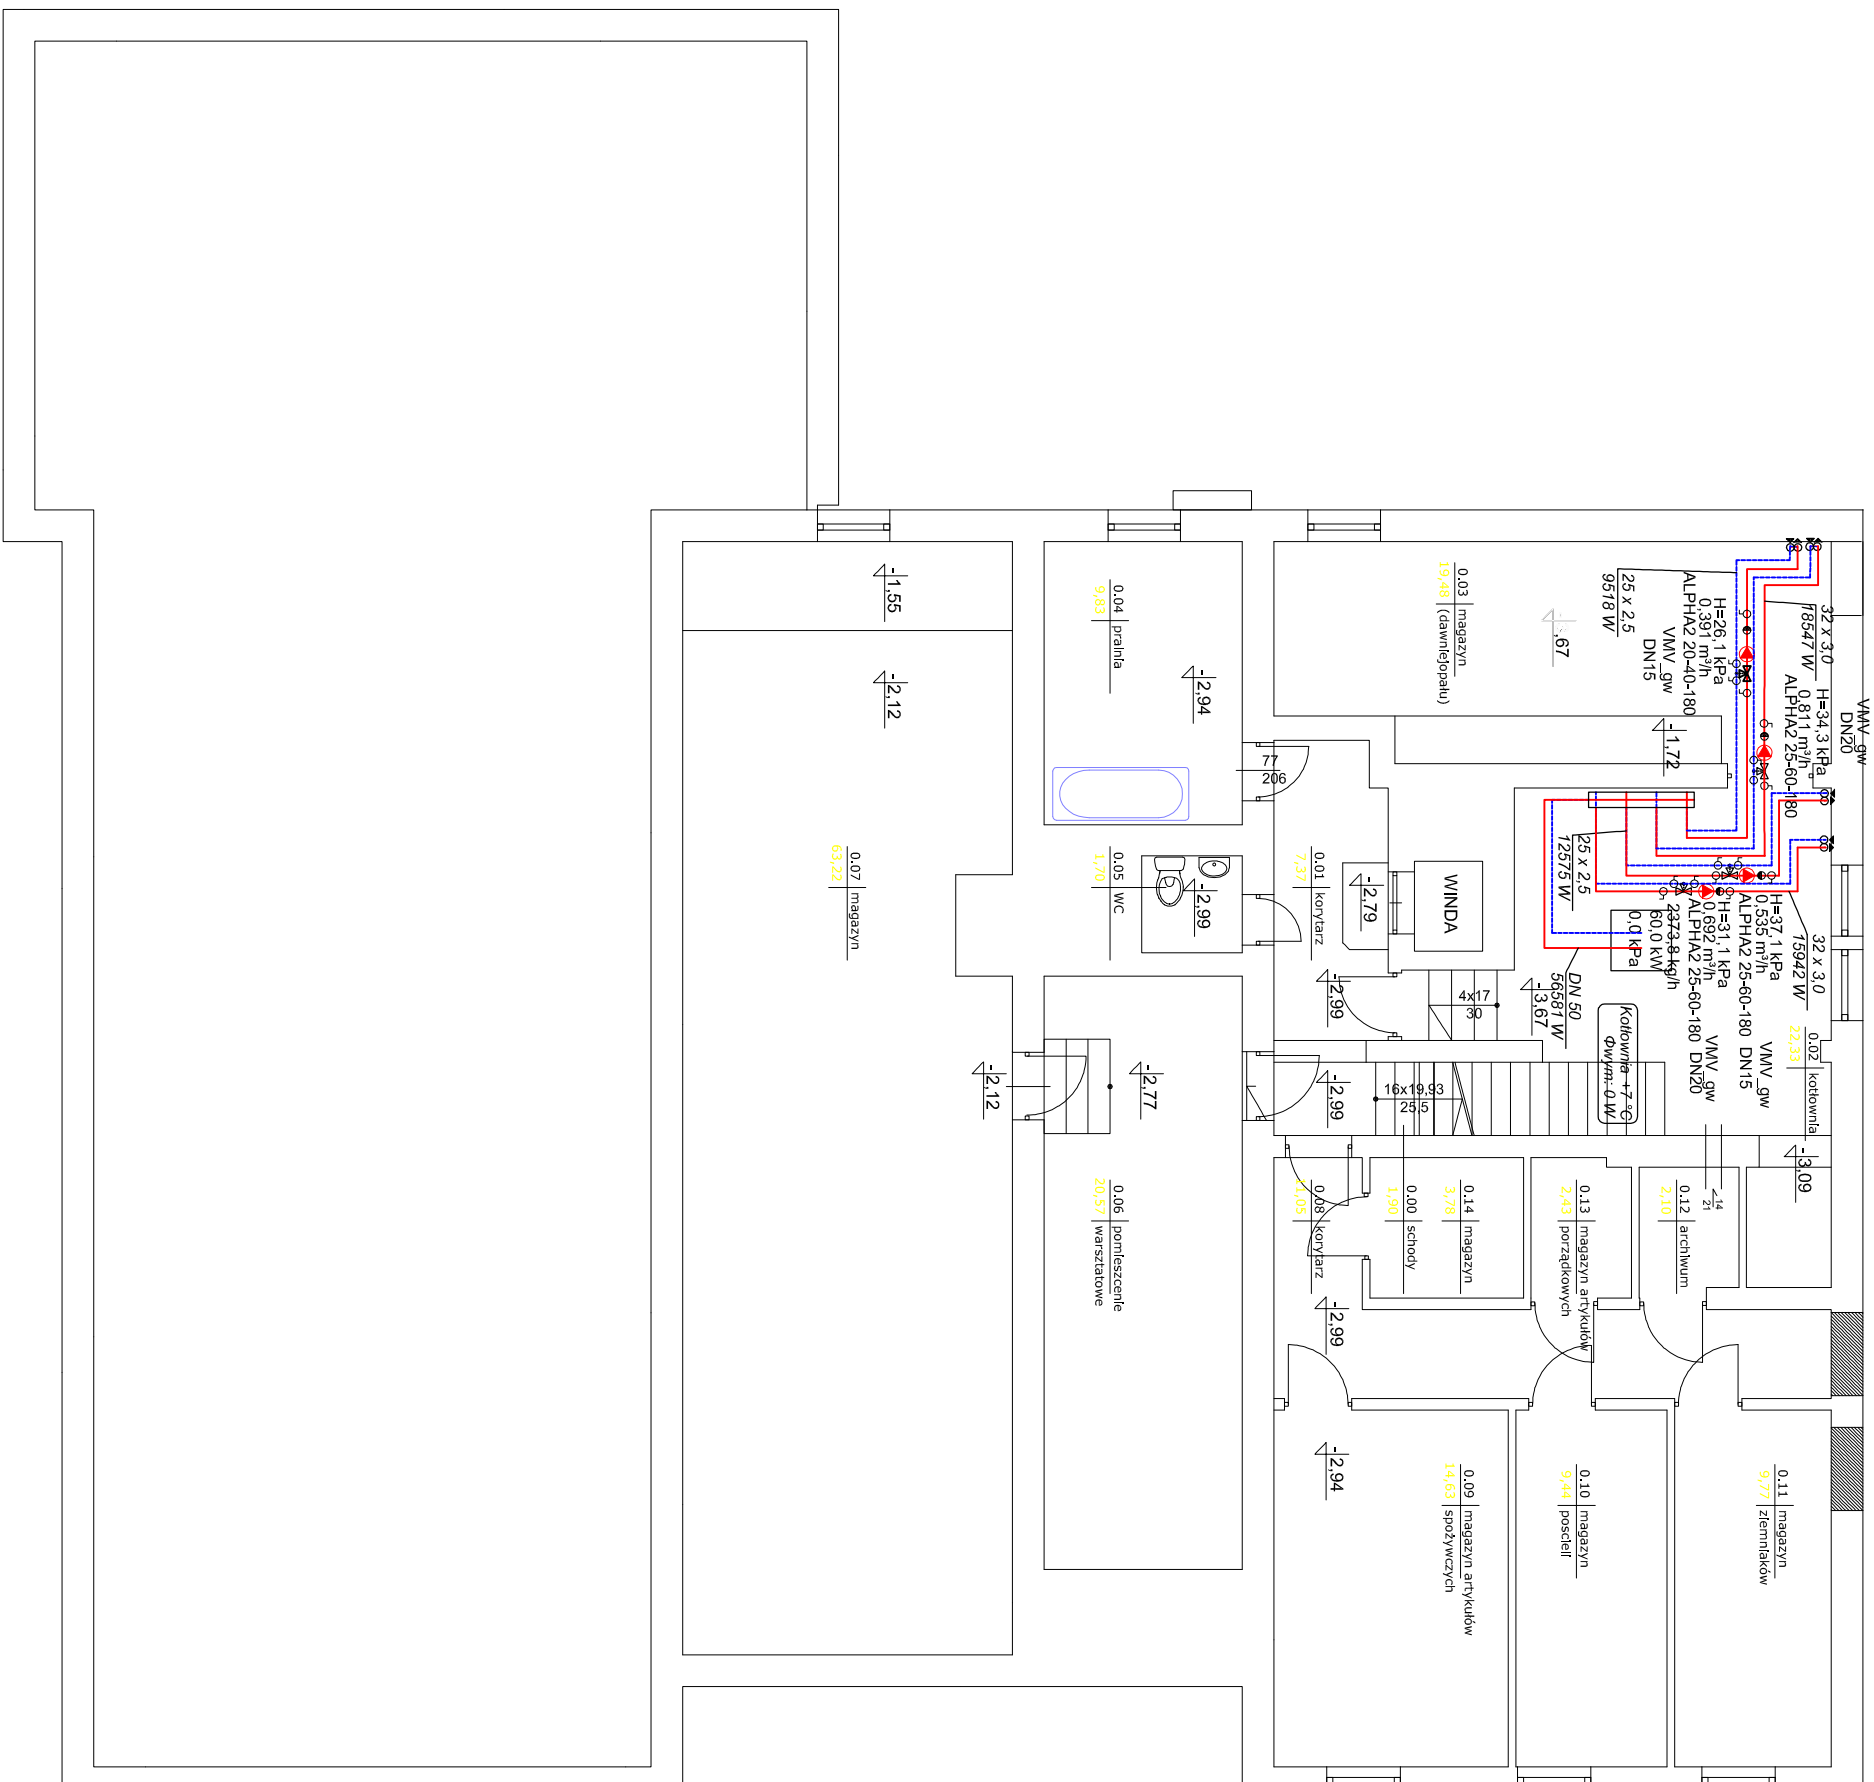 VMV_gw
DN20
32 x 3,0
18547 W
H=34,3 kPa
0,811 m³/h
ALPHA2 25-60-180
H=26,1 kPa
0,391 m³/h
ALPHA2 20-40-180
VMV_gw
DN15
25 x 2,5
9518 W
-1,72
0.03 magazyn
19,48 (dawniejopału)
0.04 pralnia
9,83
-2,94
-1,55
-2,12
77
206
32 x 3,0
15942 W
H=37,1 kPa
0,535 m³/h
ALPHA2 25-60-180
VMV_gw
DN15
H=31,1 kPa
0,692 m³/h
ALPHA2 25-60-180
VMV_gw
DN20
2373,8 kg/h
60,0 kW
0,0 kPa
25 x 2,5
12575 W
DN 50
56581 W
-3,67
Kotłownia +7 °C
Φwym: 0 W
0.02 kotłownia
22,33
WINDA
-2,79
0.01 korytarz
7,37
-2,99
0.05 WC
1,70
-2,99
0.07 magazyn
63,22
4x17
30
16x19,93
25,5
-2,99
-2,77
-2,12
-3,09
14
21
0.12 archiwum
2,10
0.13 magazyn artykułów
2,43 porządkowych
0.14 magazyn
3,78
0.00 schody
1,90
0.08 korytarz
0.06 pomieszczenie
20,57 warsztatowe
-2,99
-2,94
0.11 magazyn
9,77 ziemniaków
0.10 magazyn
9,44 poscieli
0.09 magazyn artykułów
14,63 spożywczych